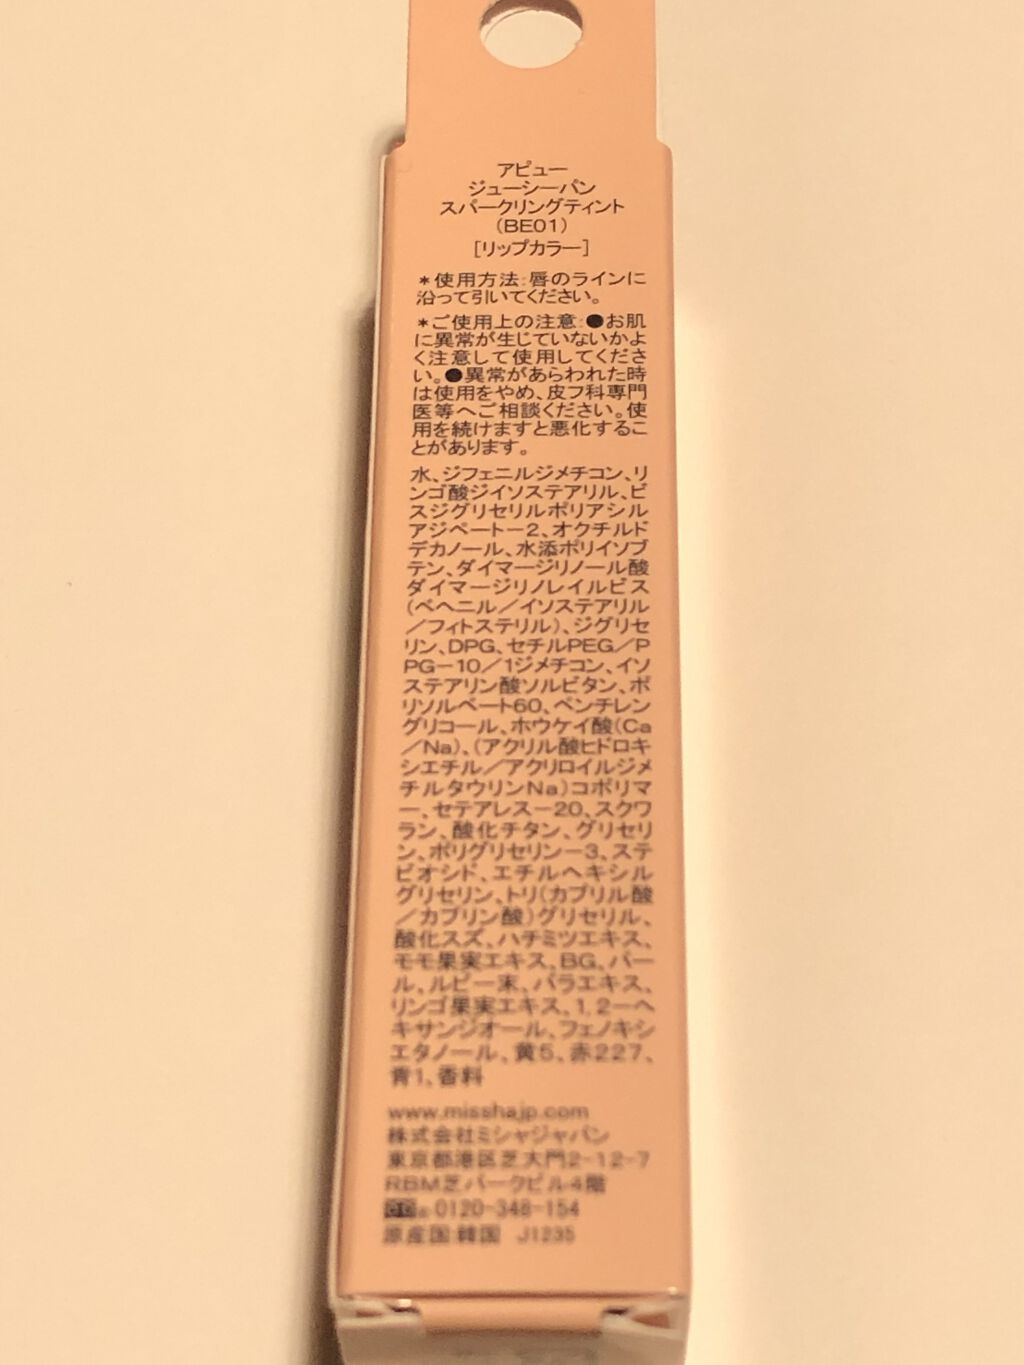 アピュー
ジューシーパン
スパークリングティント
（BE01）
［リップカラー］
＊使用方法：唇のラインに
沿って引いてください。
＊ご使用上の注意：●お肌
に異常が生じていないかよ
く注意して使用してくださ
い。●異常があらわれた時
は使用をやめ、皮フ科専門
医等へご相談ください。使
用を続けますと悪化するこ
とがあります。
水、ジフェニルジメチコン、リ
ンゴ酸ジイソステアリル、ビ
スジグリセリルポリアシル
アジペート－2、オクチルド
デカノール、水添ポリイソブ
テン、ダイマージリノール酸
ダイマージリノレイルビス
（ベヘニル／イソステアリル
／フィトステリル）、ジグリセ
リン、DPG、セチルPEG／P
PG－10／1ジメチコン、イソ
ステアリン酸ソルビタン、ポ
リソルベート60、ペンチレン
グリコール、ホウケイ酸（Ca
／Na）、（アクリル酸ヒドロキ
シエチル／アクリロイルジメ
チルタウリンNa）コポリマ
ー、セテアレス－20、スクワ
ラン、酸化チタン、グリセリ
ン、ポリグリセリン－3、ステ
ビオシド、エチルヘキシル
グリセリン、トリ（カプリル酸
／カプリン酸）グリセリル、
酸化スズ、ハチミツエキス、
モモ果実エキス、BG、パー
ル、ルビー末、バラエキス、
リンゴ果実エキス、1，2－ヘ
キサンジオール、フェノキシ
エタノール、黄5、赤227、
青1、香料
www.misshajp.com
株式会社ミシャジャパン
東京都港区芝大門2-12-7
RBM芝パークビル4階
0120-348-154
原産国:韓国 J1235